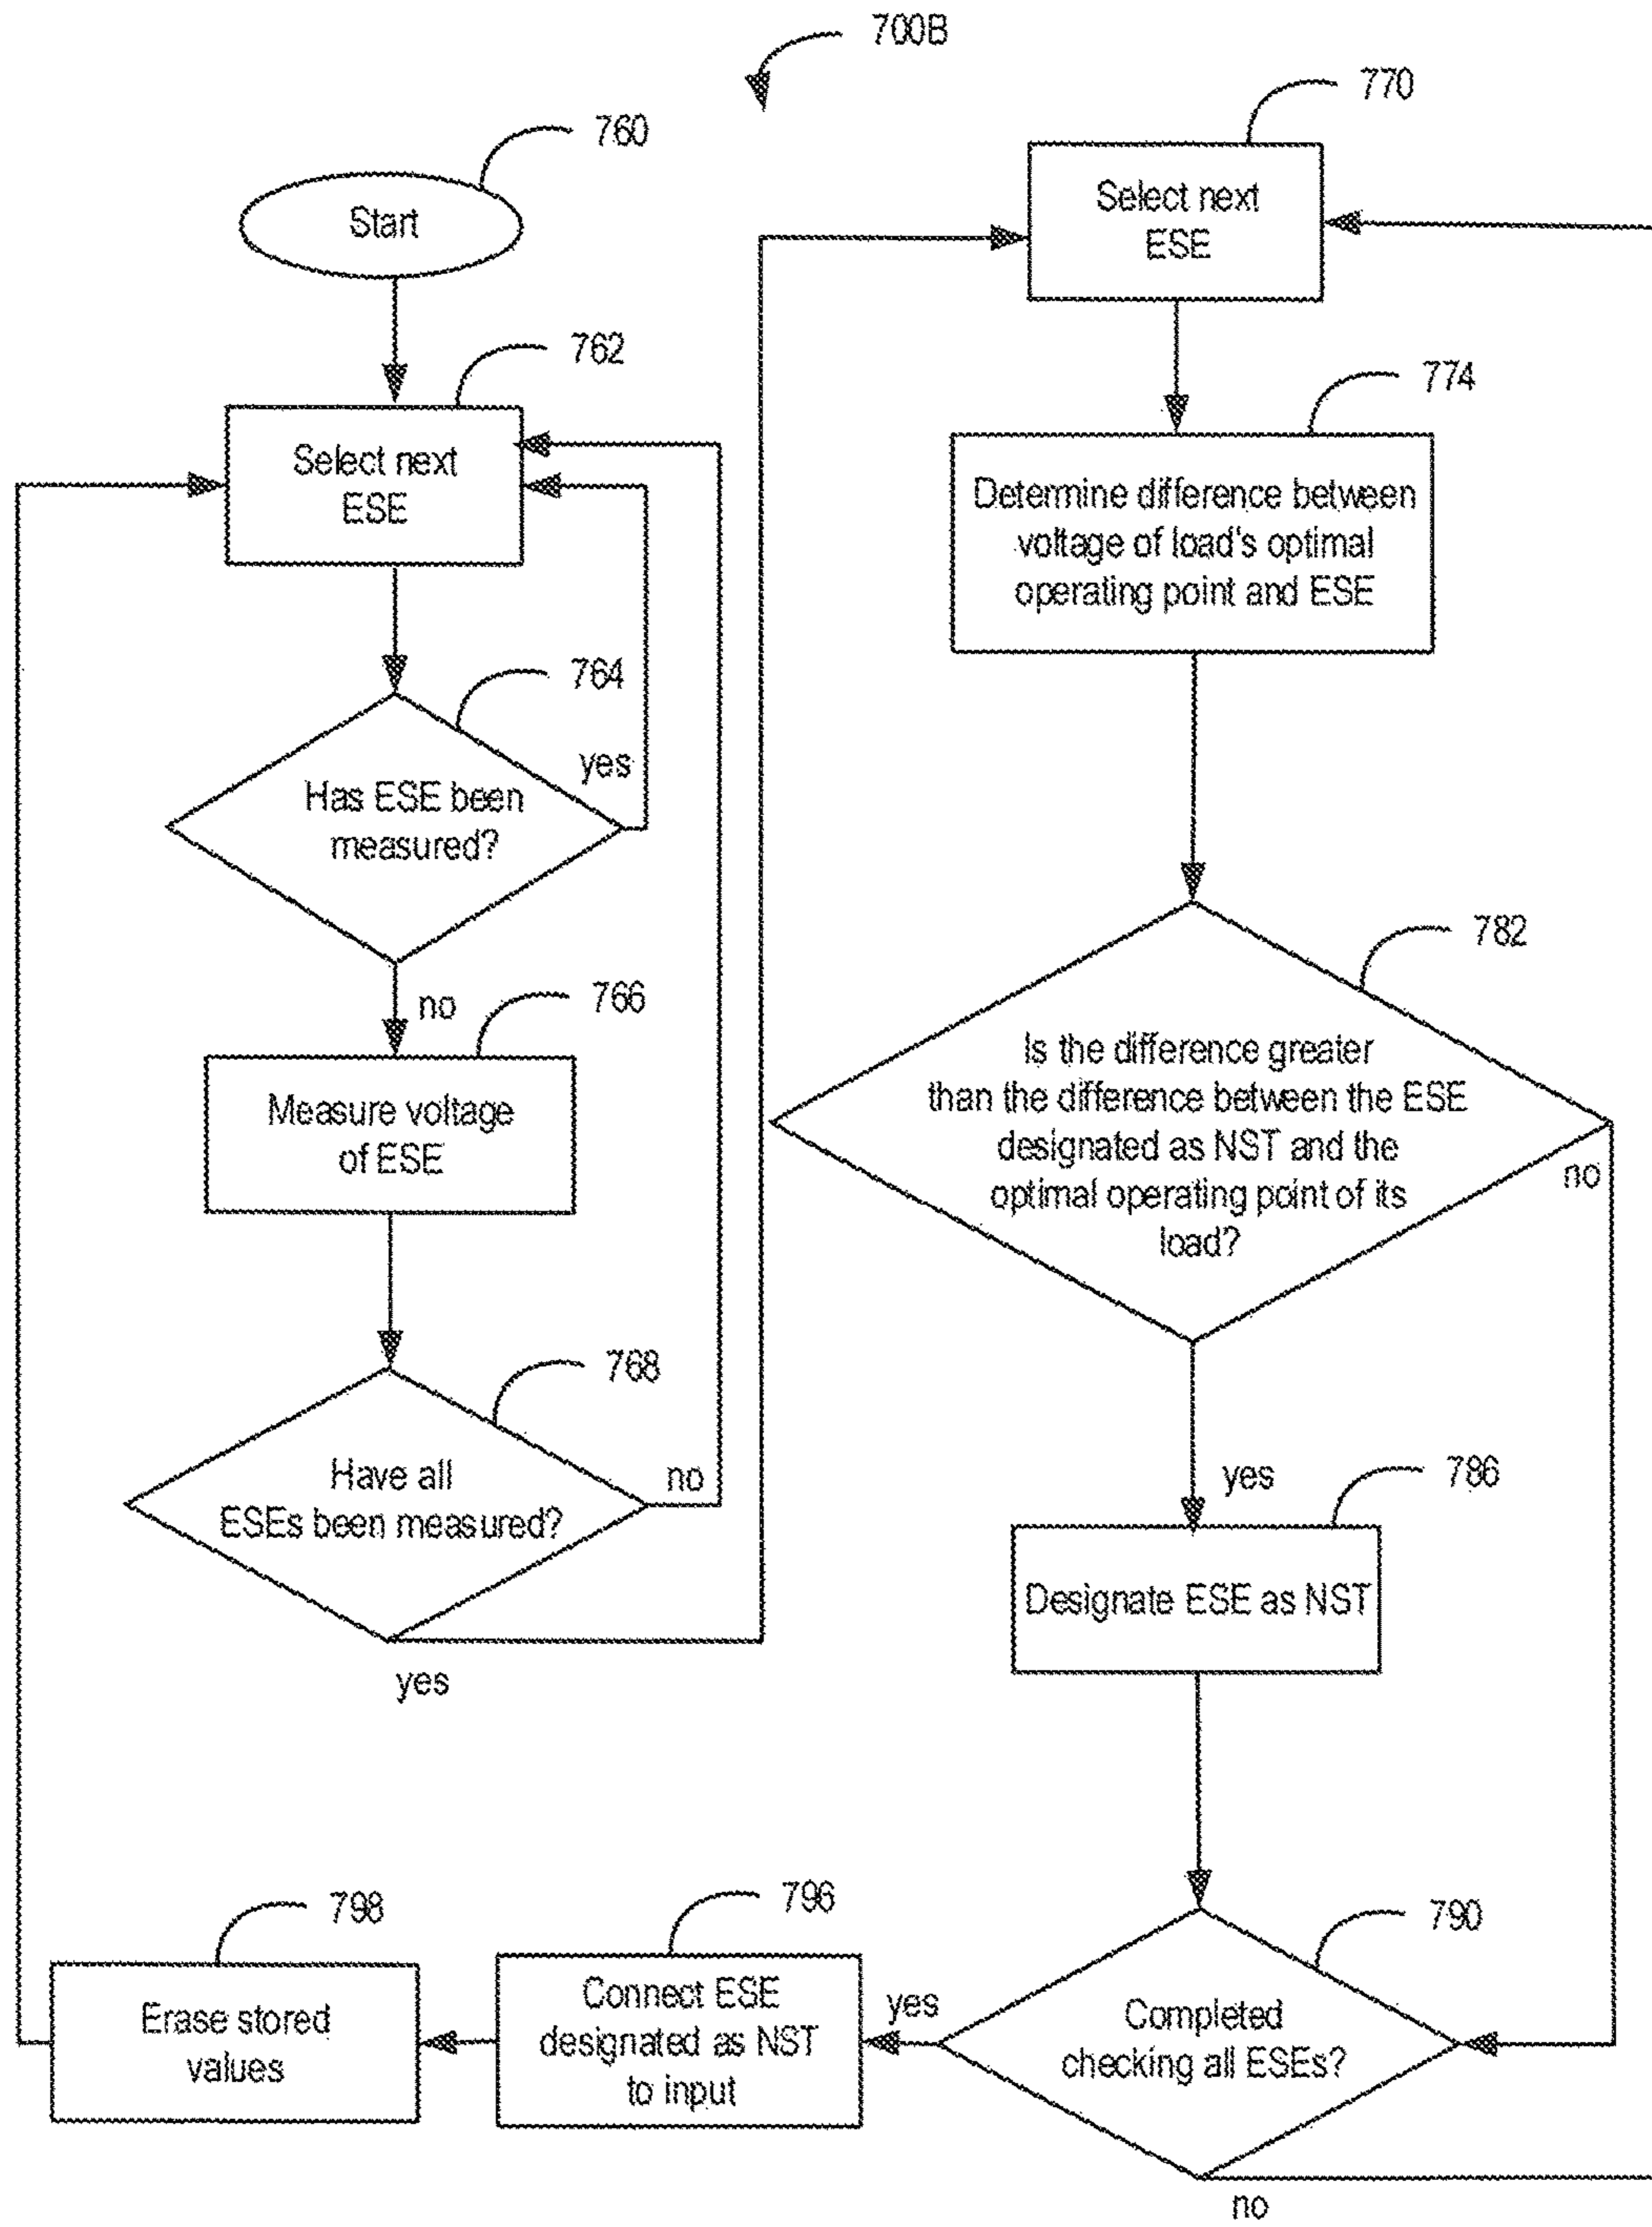 700B
760
Start
762
Select next
ESE
764
Has ESE been
measured?
yes
no
766
Measure voltage
of ESE
768
Have all
ESEs been measured?
no
yes
770
Select next
ESE
774
Determine difference between
voltage of load's optimal
operating point and ESE
782
Is the difference greater
than the difference between the ESE
designated as NST and the
optimal operating point of its
load?
no
yes
786
Designate ESE as NST
790
Completed
checking all ESEs?
yes
no
796
Connect ESE
designated as NST
to input
798
Erase stored
values